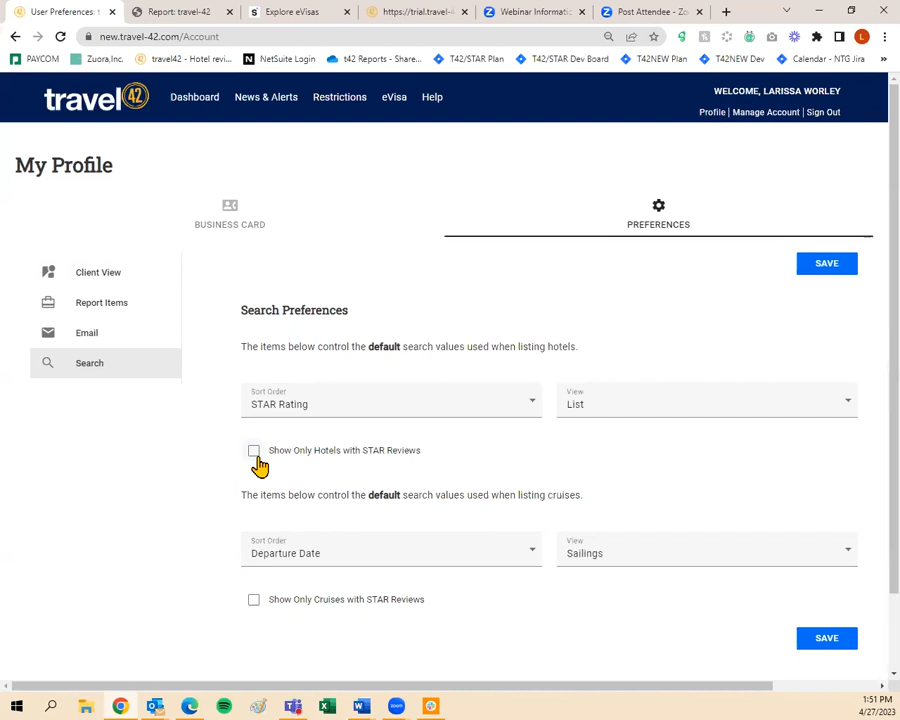 User Preferences: t
Report: travel-42
Explore eVisas
https://trial.travel-4
Webinar Informatic
Post Attendee - Zo
new.travel-42.com/Account
L
PAYCOM
Zuora,Inc.
travel42 - Hotel revi...
NetSuite Login
t42 Reports - Share...
T42/STAR Plan
T42/STAR Dev Board
T42NEW Plan
T42NEW Dev
Calendar - NTG Jira
»
travel 42
Dashboard
News & Alerts
Restrictions
eVisa
Help
WELCOME, LARISSA WORLEY
Profile | Manage Account | Sign Out
My Profile
BUSINESS CARD
PREFERENCES
Client View
Report Items
Email
Search
SAVE
Search Preferences
The items below control the default search values used when listing hotels.
Sort Order
STAR Rating
View
List
Show Only Hotels with STAR Reviews
The items below control the default search values used when listing cruises.
Sort Order
Departure Date
View
Sailings
Show Only Cruises with STAR Reviews
SAVE
1:51 PM
4/27/2023